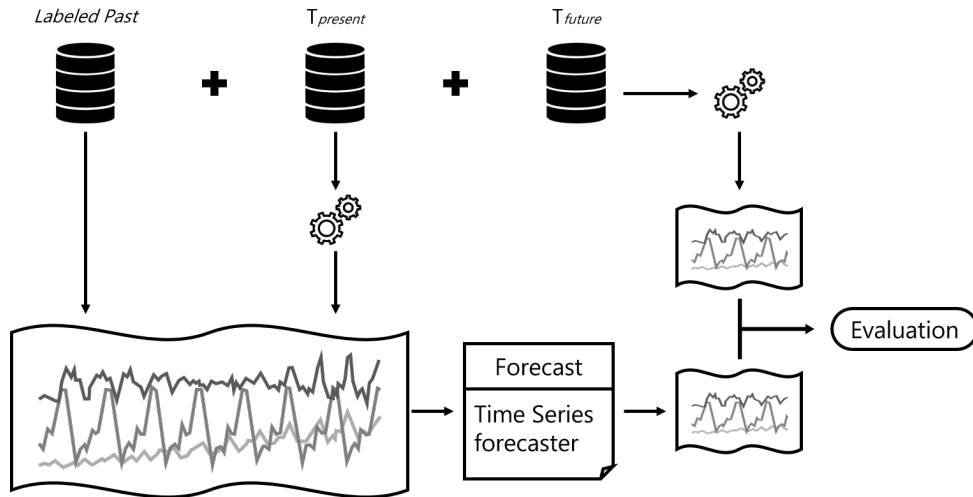 Labeled Past
Tpresent
Tfuture
Evaluation
Forecast
Time Series
forecaster